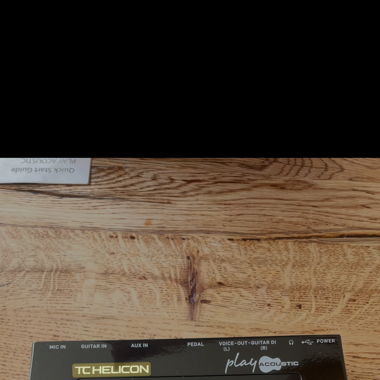 Quick Start Guide
PLAY ACOUSTIC
MIC IN GUITAR IN AUX IN PEDAL VOICE-OUT-GUITAR DI POWER
(L) (R)
TC HELICON play ACOUSTIC